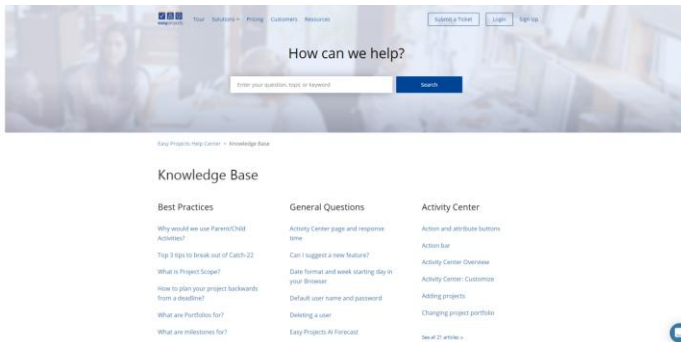 easyprojects
Tour Solutions Pricing Customers Resources
Submit a Ticket Login Sign Up
How can we help?
Enter your question, topic or keyword
Search
Easy Projects Help Center > Knowledge Base
Knowledge Base
Best Practices
Why would we use Parent/Child
Activities?
Top 3 tips to break out of Catch-22
What is Project Scope?
How to plan your project backwards
from a deadline?
What are Portfolios for?
What are milestones for?
General Questions
Activity Center page and response
time
Can I suggest a new feature?
Date format and week starting day in
your Browser
Default user name and password
Deleting a user
Easy Projects AI Forecast
Activity Center
Action and attribute buttons
Action bar
Activity Center Overview
Activity Center: Customize
Adding projects
Changing project portfolio
See all 21 articles »